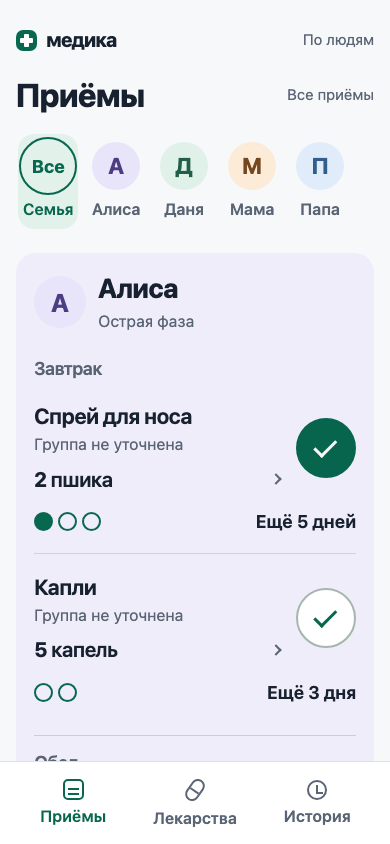 медика
По людям
Приёмы
Все приёмы
Все
А
Д
М
П
Семья
Алиса
Даня
Мама
Папа
А
Алиса
Острая фаза
Завтрак
Спрей для носа
Группа не уточнена
2 пшика
Ещё 5 дней
Капли
Группа не уточнена
5 капель
Ещё 3 дня
Приёмы
Лекарства
История